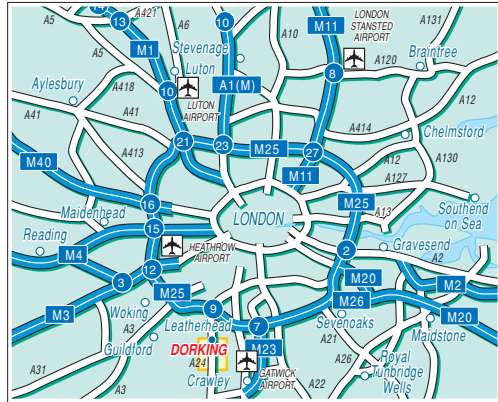 14
13
A421
A5
A6
10
A10
M11
LONDON
STANSTED
AIRPORT
A131
A5
M1
Stevenage
8
Braintree
Luton
A120
Aylesbury
10
A1(M)
A418
LUTON
AIRPORT
A12
A41
A41
A414
Chelmsford
M40
A413
21
23
M25
27
A12
A130
M11
A127
16
M25
Maidenhead
LONDON
A13
Southend
on Sea
Reading
15
HEATHROW
AIRPORT
2
Gravesend
M4
A2
12
M20
M2
3
M25
M26
M3
Woking
9
Sevenoaks
M20
A3
Leatherhead
7
Maidstone
Guildford
DORKING
M23
A21
A24
A26
Royal
Tunbridge
Wells
A31
Crawley
GATWICK
AIRPORT
A3
A22